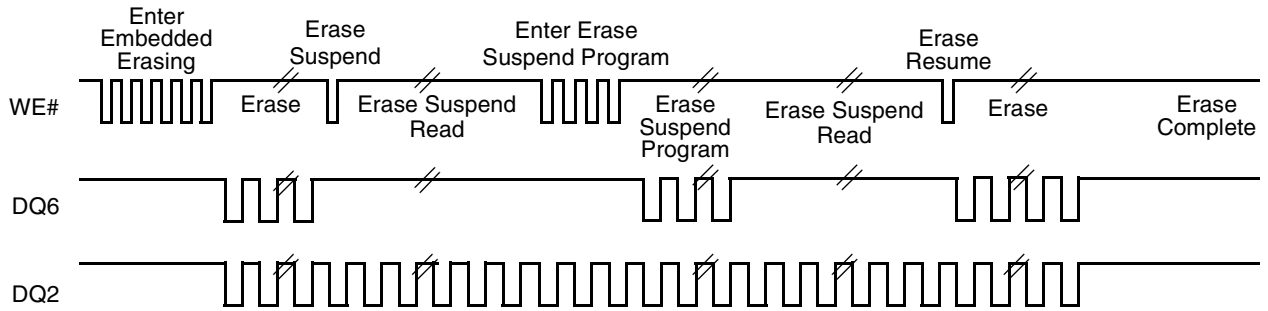 Enter
Embedded
Erasing
Erase
Suspend
Enter Erase
Suspend Program
Erase
Resume
WE#
Erase
Erase Suspend
Read
Erase
Suspend
Program
Erase Suspend
Read
Erase
Erase
Complete
DQ6
DQ2